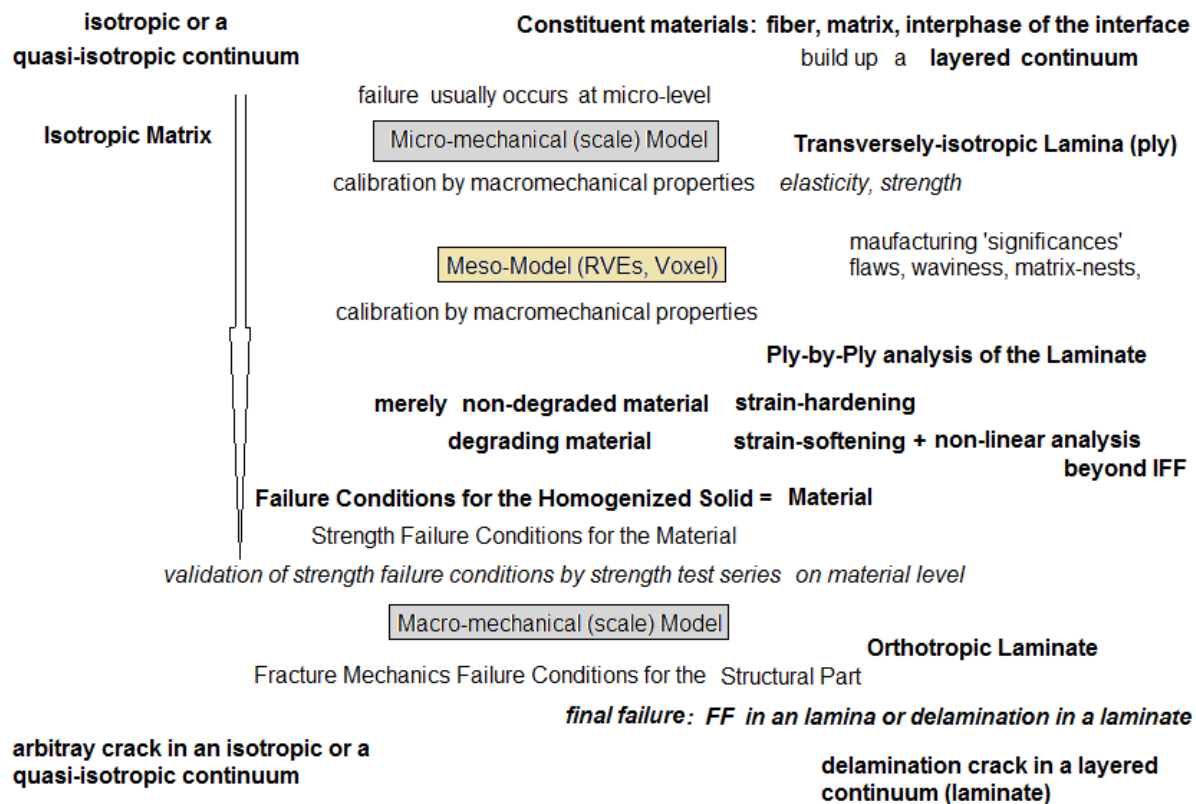 isotropic or a
quasi-isotropic continuum
Constituent materials: fiber, matrix, interphase of the interface
build up a layered continuum
failure usually occurs at micro-level
Isotropic Matrix
Micro-mechanical (scale) Model
Transversely-isotropic Lamina (ply)
calibration by macromechanical properties elasticity, strength
maufacturing 'significances'
flaws, waviness, matrix-nests,
Meso-Model (RVEs, Voxel)
calibration by macromechanical properties
Ply-by-Ply analysis of the Laminate
merely non-degraded material strain-hardening
degrading material strain-softening + non-linear analysis
beyond IFF
Failure Conditions for the Homogenized Solid = Material
Strength Failure Conditions for the Material
validation of strength failure conditions by strength test series on material level
Macro-mechanical (scale) Model
Orthotropic Laminate
Fracture Mechanics Failure Conditions for the Structural Part
final failure: FF in an lamina or delamination in a laminate
arbitray crack in an isotropic or a
quasi-isotropic continuum
delamination crack in a layered
continuum (laminate)